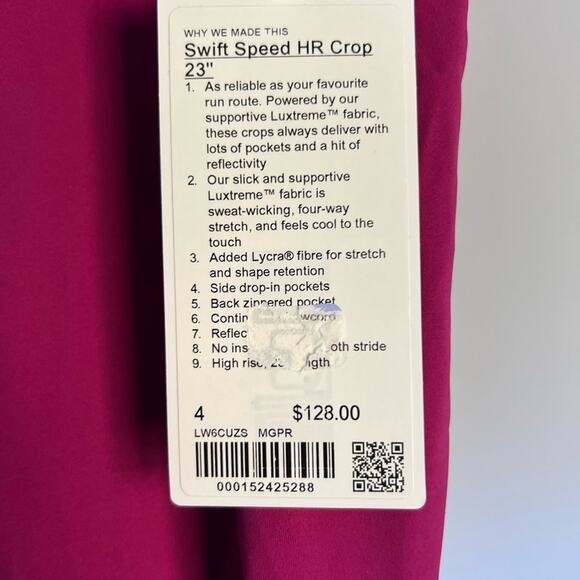 WHY WE MADE THIS
Swift Speed HR Crop
23"
1. As reliable as your favourite
run route. Powered by our
supportive Luxtreme™ fabric,
these crops always deliver with
lots of pockets and a hit of
reflectivity
2. Our slick and supportive
Luxtreme™ fabric is
sweat-wicking, four-way
stretch, and feels cool to the
touch
3. Added Lycra® fibre for stretch
and shape retention
4. Side drop-in pockets
5. Back zippered pocket
6. Contin wcord
7. Reflec
8. No ins oth stride
9. High rise, ngth
4 $128.00
LW6CUZS MGPR
000152425288